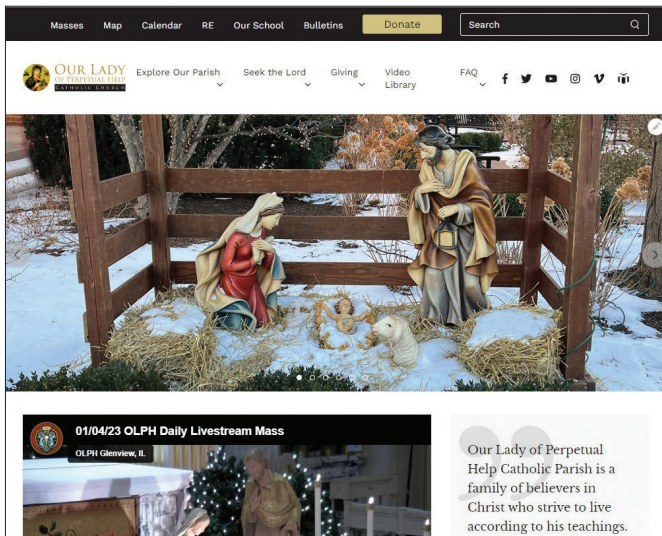 Masses Map Calendar RE Our School Bulletins Donate Search
OUR LADY
OF PERPETUAL HELP
CATHOLIC CHURCH
Explore Our Parish Seek the Lord Giving Video Library FAQ
01/04/23 OLPH Daily Livestream Mass
OLPH Glenview, IL
Our Lady of Perpetual
Help Catholic Parish is a
family of believers in
Christ who strive to live
according to his teachings.